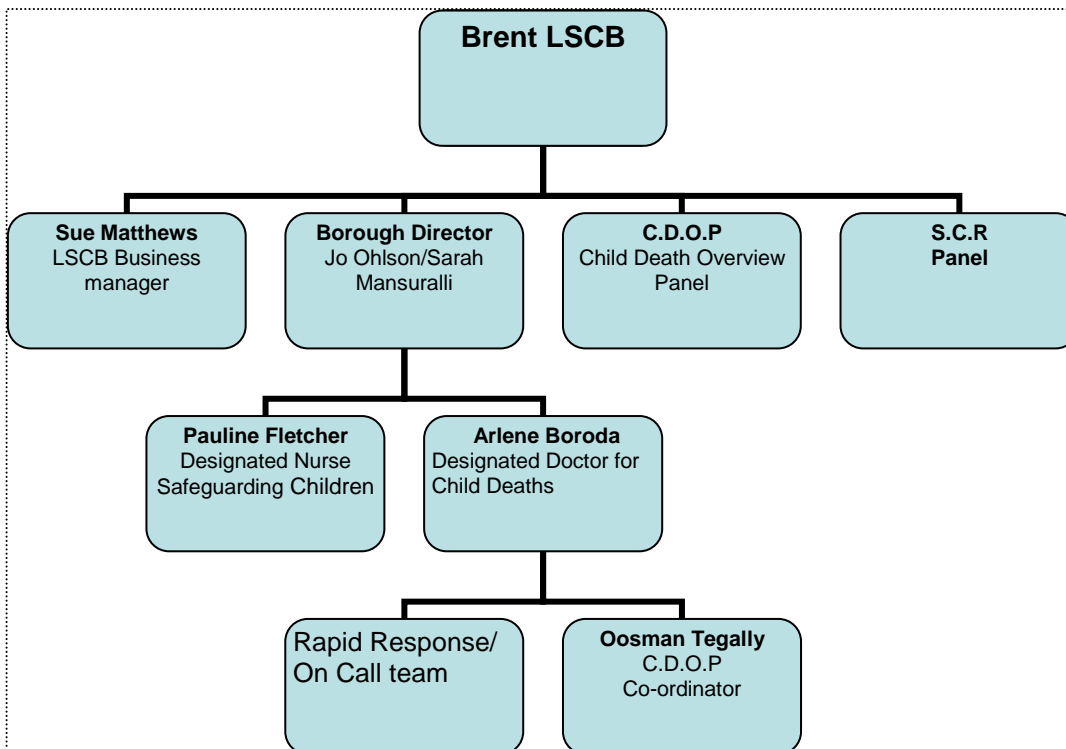 Brent LSCB
Sue Matthews
LSCB Business
manager
Borough Director
Jo Ohlson/Sarah
Mansuralli
C.D.O.P
Child Death Overview
Panel
S.C.R
Panel
Pauline Fletcher
Designated Nurse
Safeguarding Children
Arlene Boroda
Designated Doctor for
Child Deaths
Rapid Response/
On Call team
Oosman Tegally
C.D.O.P
Co-ordinator